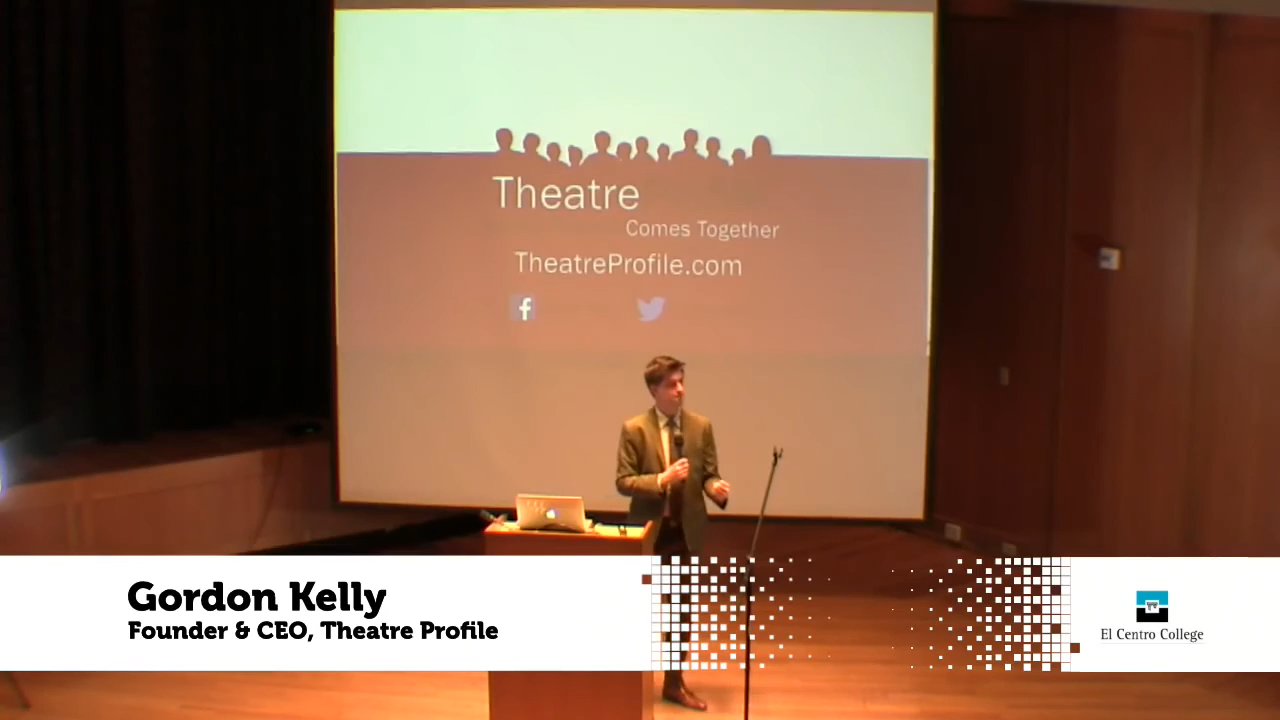 Theatre
Comes Together
TheatreProfile.com
f
Gordon Kelly
Founder & CEO, Theatre Profile
El Centro College